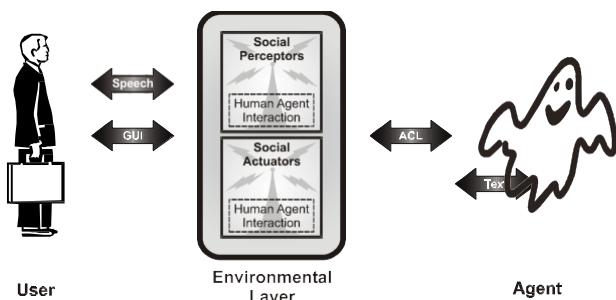 Social
Perceptors
Speech
Human Agent
Interaction
GUI
ACL
Social
Actuators
Text
Human Agent
Interaction
User
Environmental
Layer
Agent